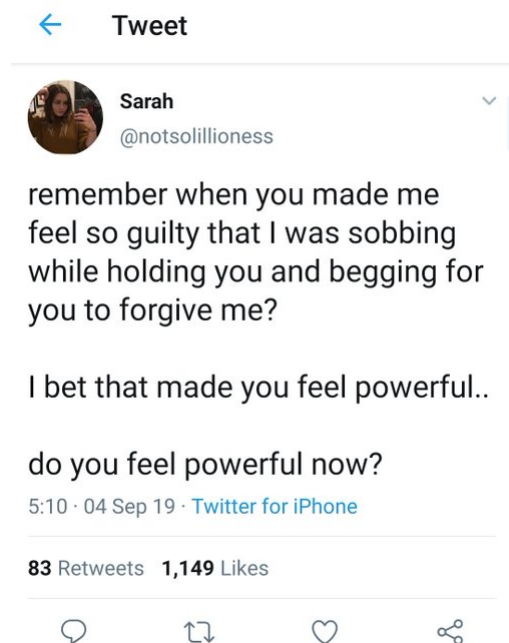 Tweet
Sarah
@notsolillioness
remember when you made me
feel so guilty that I was sobbing
while holding you and begging for
you to forgive me?
I bet that made you feel powerful..
do you feel powerful now?
5:10 · 04 Sep 19 · Twitter for iPhone
83 Retweets 1,149 Likes